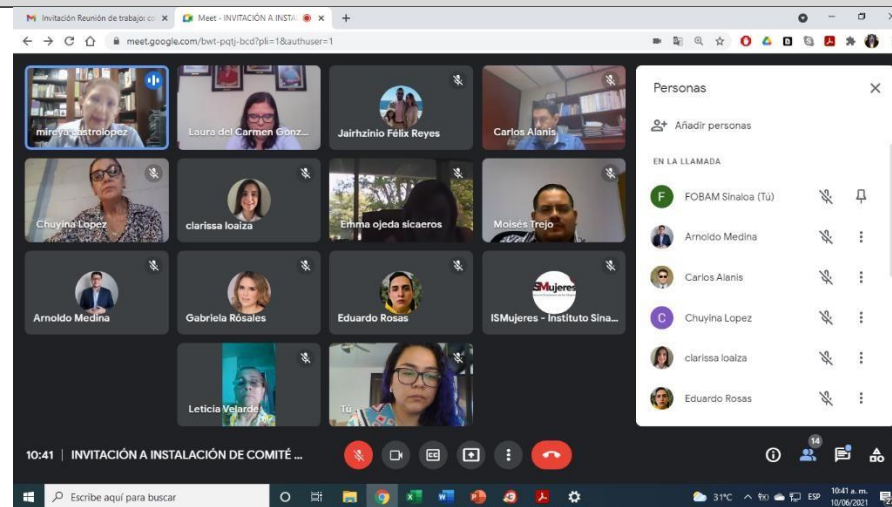 Invitación Reunión de trabajo: co
Meet - INVITACIÓN A INSTA
meet.google.com/bwt-pqtj-bcd?pli=1&authuser=1
mireya castrolopez
Laura del Carmen Gonz...
Jairhzinio Félix Reyes
Carlos Alanis
Chuyina Lopez
clarissa loaiza
Emma ojeda sicaeros
Moisés Trejo
Arnoldo Medina
Gabriela Rosales
Eduardo Rosas
ISMujeres
ISMujeres - Instituto Sina...
Leticia Velarde
Tú
Personas
Añadir personas
EN LA LLAMADA
F FOBAM Sinaloa (Tú)
Arnoldo Medina
Carlos Alanis
C Chuyina Lopez
clarissa loaiza
Eduardo Rosas
10:41 | INVITACIÓN A INSTALACIÓN DE COMITÉ ...
14
Escribe aquí para buscar
31°C
ESP
10:41 a. m.
10/06/2021